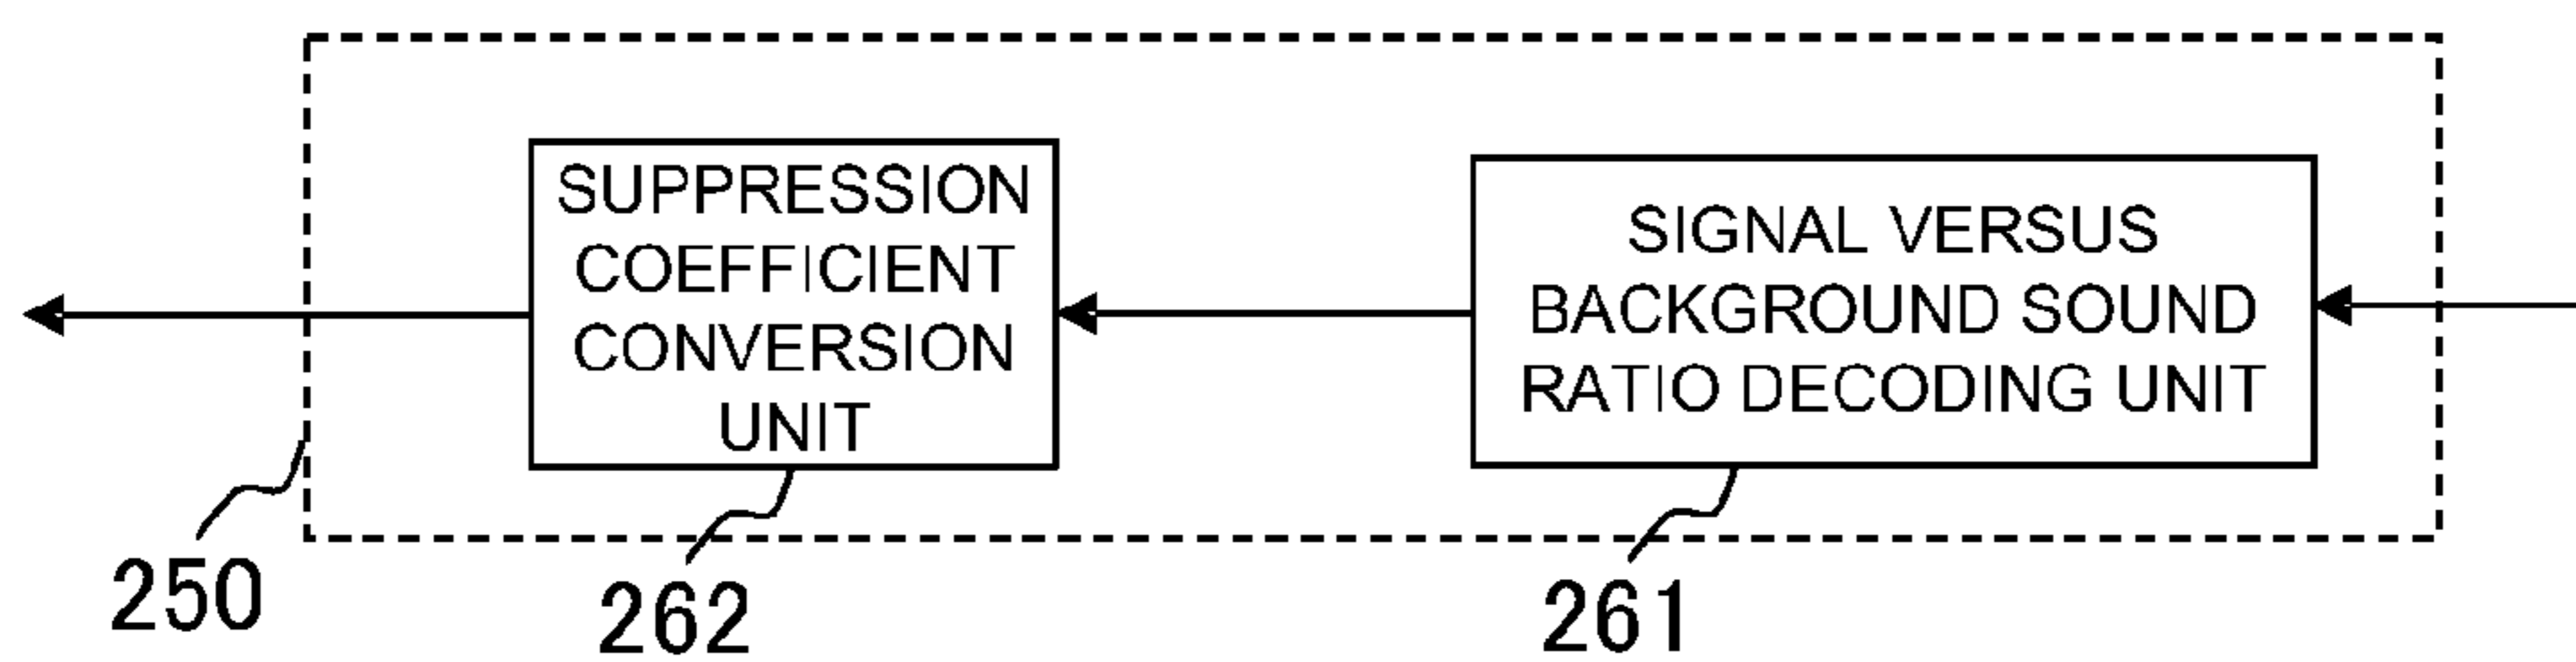 SUPPRESSION
COEFFICIENT
CONVERSION
UNIT
SIGNAL VERSUS
BACKGROUND SOUND
RATIO DECODING UNIT
250
262
261